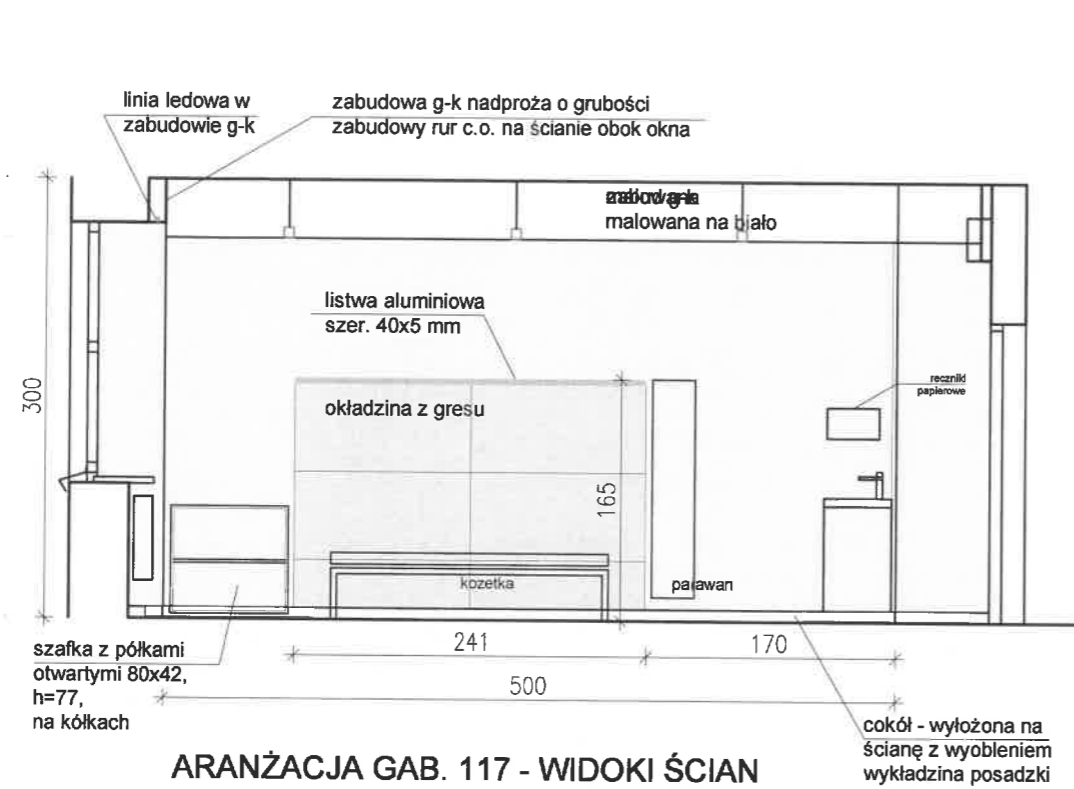 linia ledowa w
zabudowie g-k
zabudowa g-k nadproża o grubości
zabudowy rur c.o. na ścianie obok okna
malowana na biało
listwa aluminiowa
szer. 40x5 mm
okładzina z gresu
reczniki
papierowe
300
165
kozetka
parawan
szafka z półkami
otwartymi 80x42,
h=77,
na kółkach
241
170
500
cokół - wyłożona na
ścianę z wyobleniem
wykładzina posadzki
ARANŻACJA GAB. 117 - WIDOKI ŚCIAN